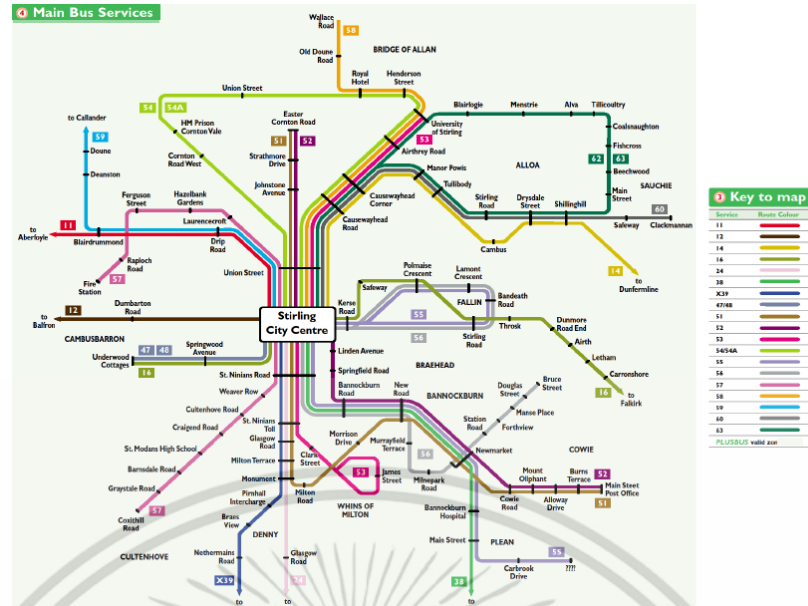 4 Main Bus Services
Wallace
Road
58
Old Doune
Road
BRIDGE OF ALLAN
Royal
Hotel
Henderson
Street
Union Street
54
54A
HM Prison
Cornton Vale
Cornton
Road West
Easter
Cornton Road
51
52
Strathmore
Drive
Johnstone
Avenue
University
of Stirling
53
Airthrey Road
Blairlogie
Menstrie
Alva
Tillicoultry
Coalsnaughton
Fishcross
62
63
Beechwood
Main
Street
SAUCHIE
ALLOA
60
Safeway
Clackmannan
Manor Powis
Tullibody
Stirling
Road
Drysdale
Street
Shillinghill
Cambus
14
to
Dunfermline
Causewayhead
Corner
Causewayhead
Road
to Callander
59
Doune
Deanston
Ferguson
Street
Hazelbank
Gardens
Laurencecroft
11
to
Aberfoyle
Blairdrummond
Drip
Road
Raploch
Road
57
Fire
Station
Union Street
Stirling
City Centre
12
to
Balfron
Dumbarton
Road
CAMBUSBARRON
47
48
Underwood
Cottages
Springwood
Avenue
16
St. Ninians Road
Kerse
Road
Safeway
Polmaise
Crescent
Lamont
Crescent
FALLIN
Bandeath
Road
55
56
Stirling
Road
Throsk
Dunmore
Road End
Airth
Letham
Carronshore
16
to
Falkirk
Linden Avenue
Springfield Road
BRAEHEAD
Bannockburn
Road
New
Road
BANNOCKBURN
Douglas
Street
Bruce
Street
Manse Place
Station
Road
Forthview
Newmarket
Murrayfield
Terrace
56
Milnepark
Road
COWIE
Mount
Oliphant
Burns
Terrace
52
Main Street
Post Office
51
Cowie
Road
Alloway
Drive
Weaver Row
Cultenhove Road
Craigend Road
St. Modans High School
Barnsdale Road
Graystale Road
57
Coxithill
Road
CULTENHOVE
St. Ninians
Toll
Glasgow
Road
Milton Terrace
Monument
Clark
Street
Morrison
Drive
53
James
Street
Milton
Road
WHINS OF
MILTON
Pirnhall
Interchange
Braes
View
DENNY
Nethermains
Road
Glasgow
Road
X39
24
to
to
Bannockburn
Hospital
Main Street
PLEAN
55
Carbrook
Drive
????
38
to
3 Key to map
Service Route Colour
11
12
14
16
24
38
X39
47/48
51
52
53
54/54A
55
56
57
58
59
60
63
PLUSBUS valid zon